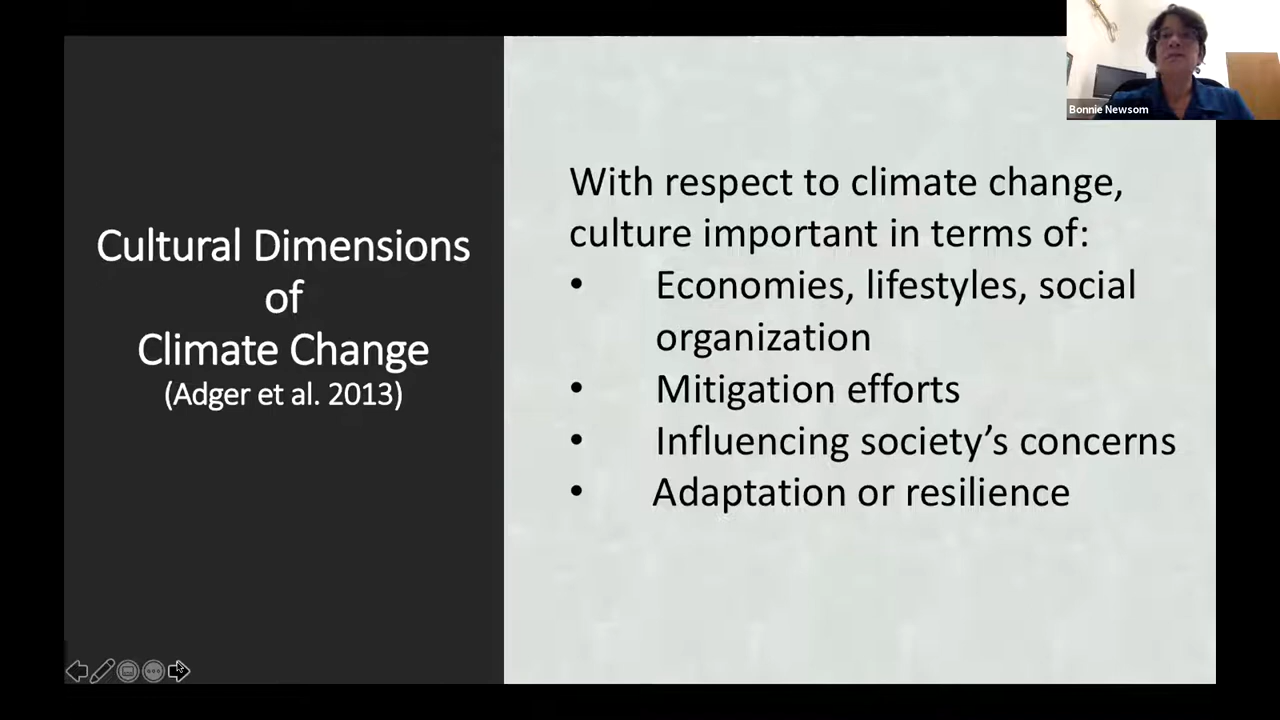 Bonnie Newsom
Cultural Dimensions
of
Climate Change
(Adger et al. 2013)
With respect to climate change,
culture important in terms of:
• Economies, lifestyles, social
organization
• Mitigation efforts
• Influencing society’s concerns
• Adaptation or resilience